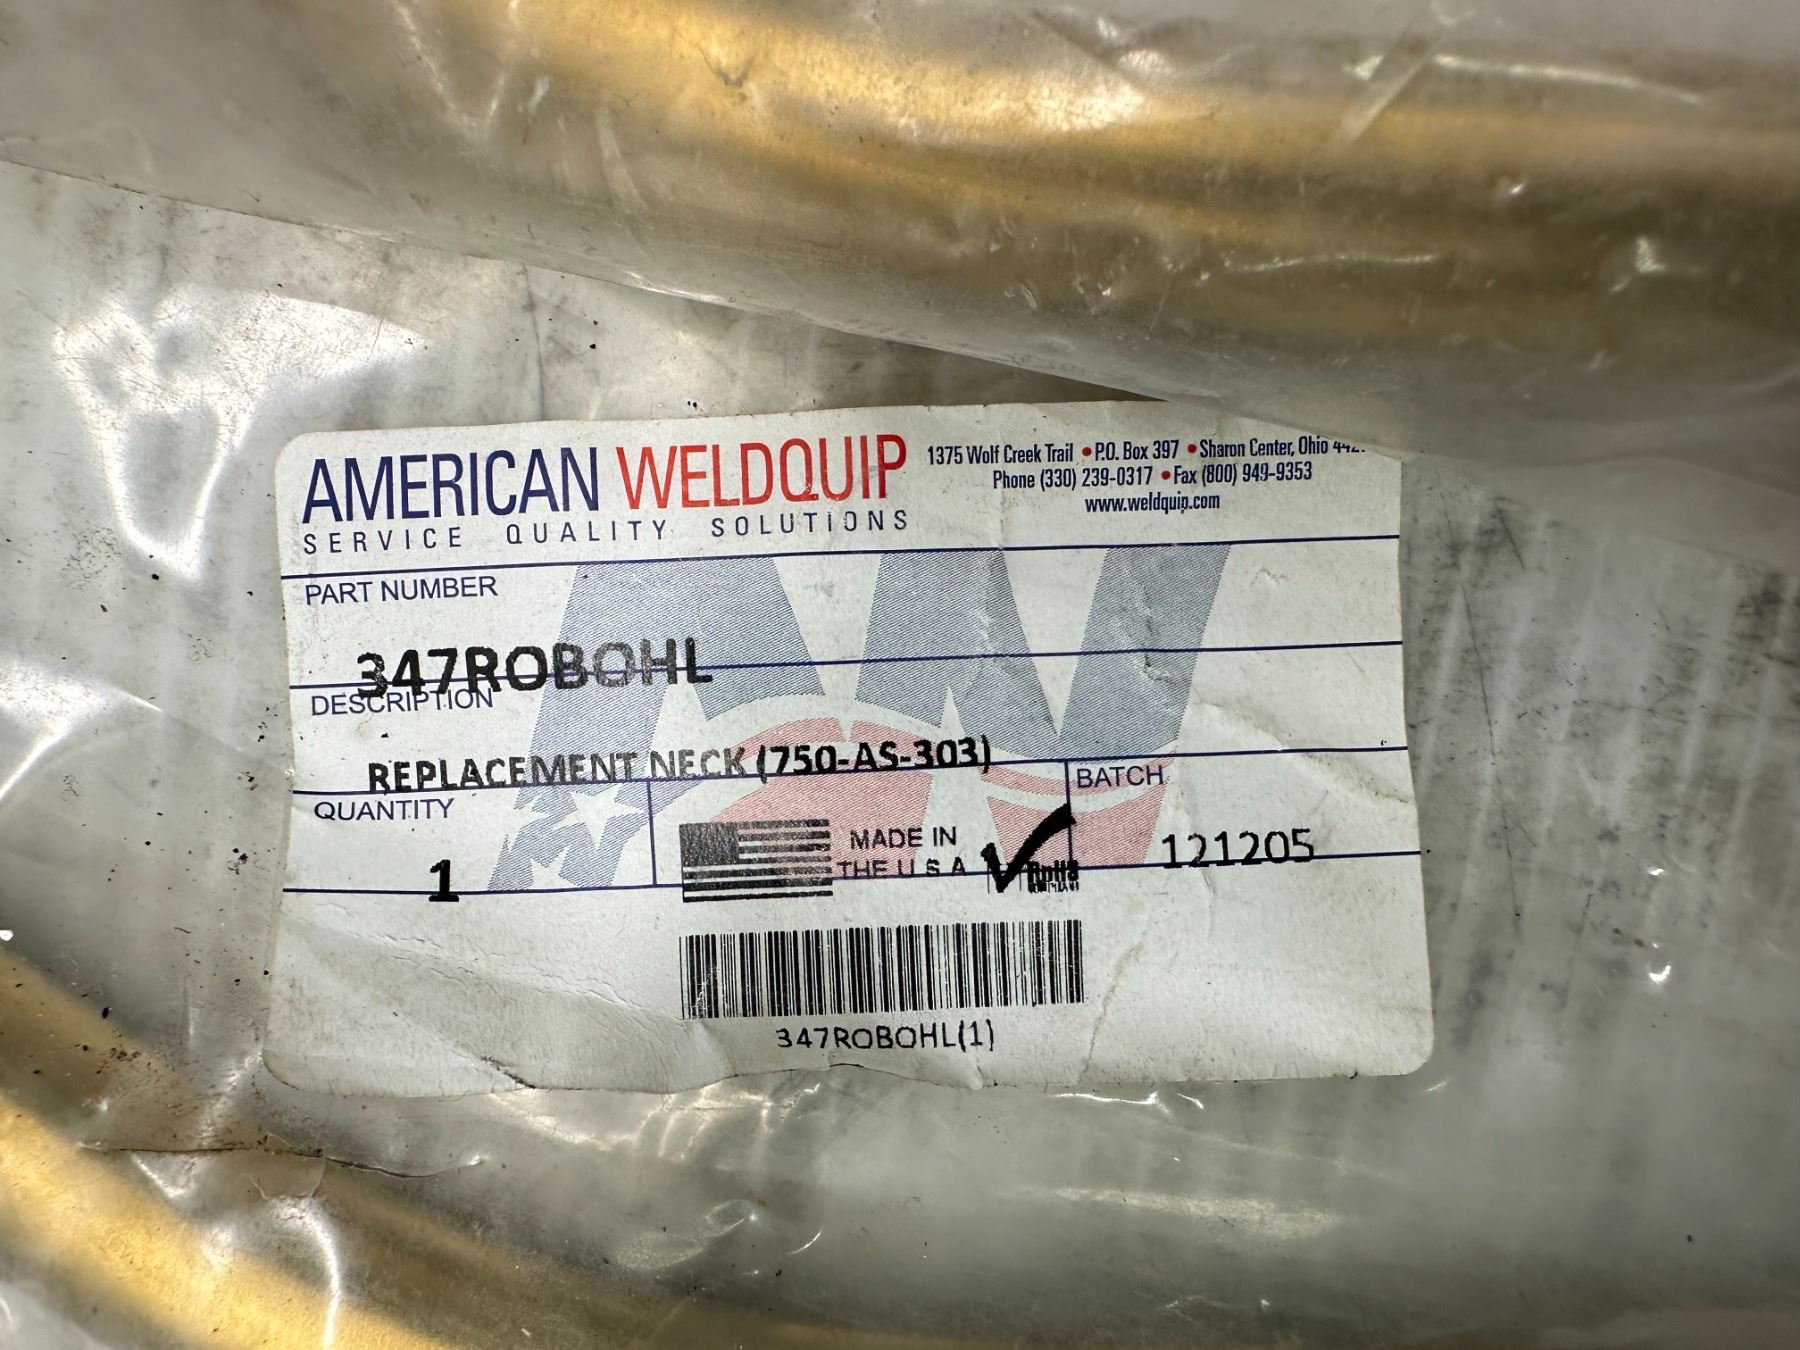 AMERICAN WELDQUIP
SERVICE QUALITY SOLUTIONS
1375 Wolf Creek Trail • P.O. Box 397 • Sharon Center, Ohio
Phone (330) 239-0317 • Fax (800) 949-9353
www.weldquip.com
PART NUMBER
347ROBOHL
DESCRIPTION
REPLACEMENT NECK (750-AS-303)
QUANTITY
1
MADE IN
THE U S A
RoHS
BATCH
121205
347ROBOHL(1)